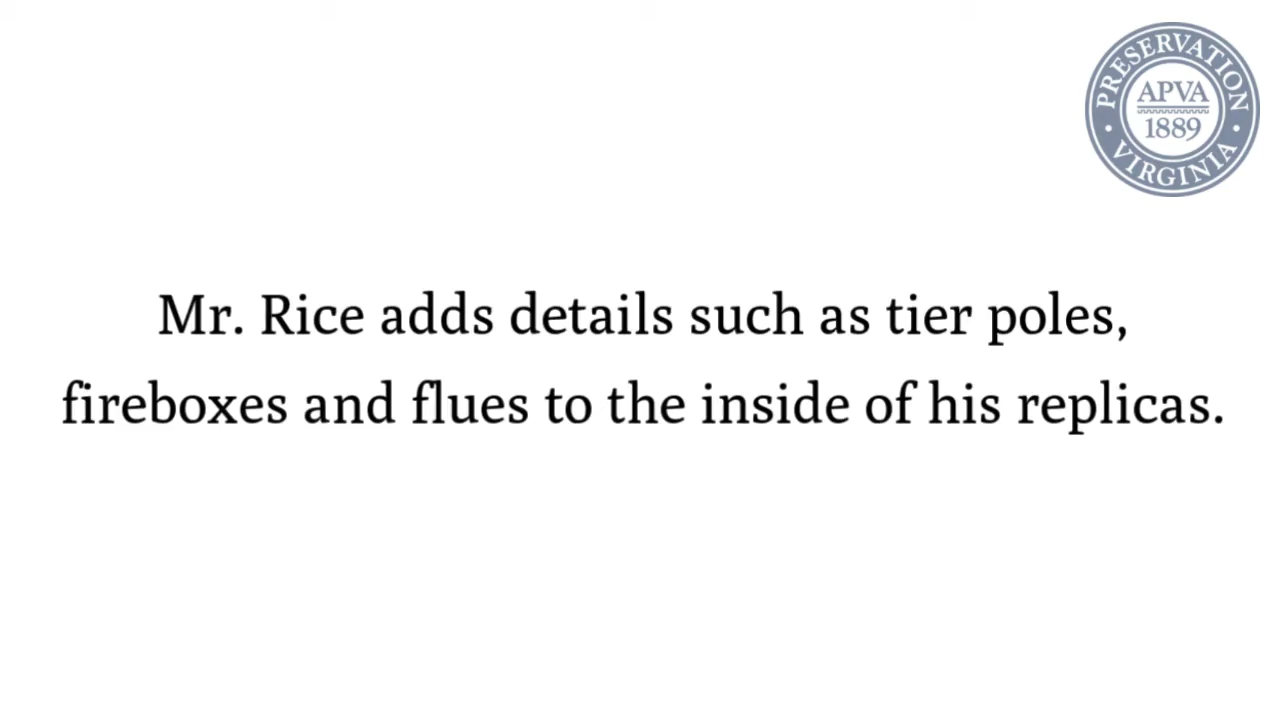 PRESERVATION
APVA
1889
VIRGINIA
Mr. Rice adds details such as tier poles,
fireboxes and flues to the inside of his replicas.